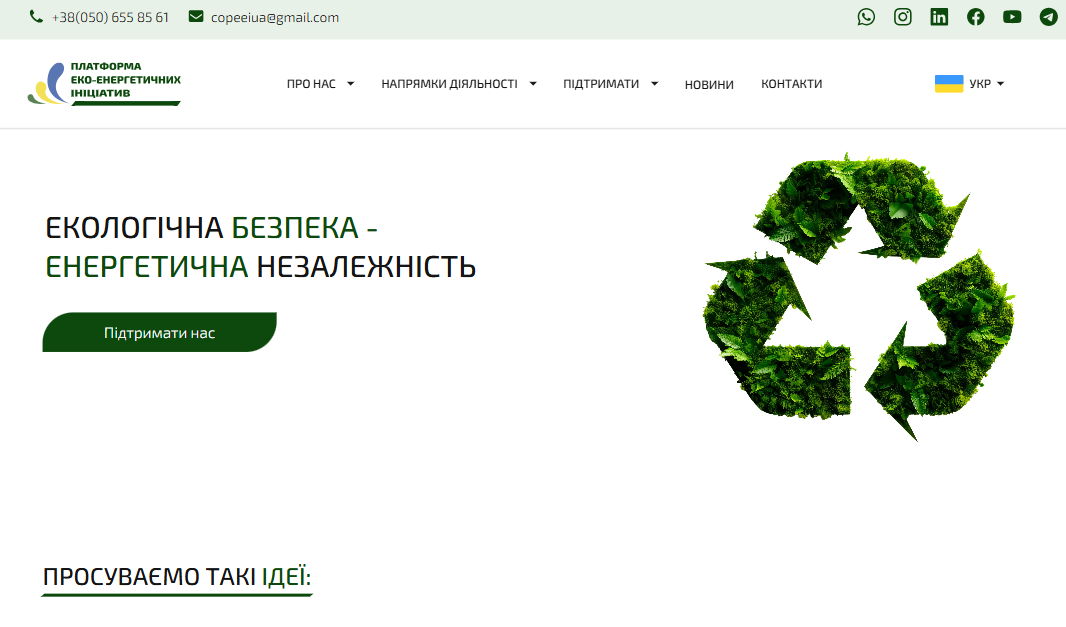 +38(050) 655 85 61 copeeiua@gmail.com
ПЛАТФОРМА
ЕКО-ЕНЕРГЕТИЧНИХ
ІНІЦІАТИВ
ПРО НАС НАПРЯМКИ ДІЯЛЬНОСТІ ПІДТРИМАТИ НОВИНИ КОНТАКТИ УКР
ЕКОЛОГІЧНА БЕЗПЕКА -
ЕНЕРГЕТИЧНА НЕЗАЛЕЖНІСТЬ
Підтримати нас
ПРОСУВАЄМО ТАКІ ІДЕЇ: